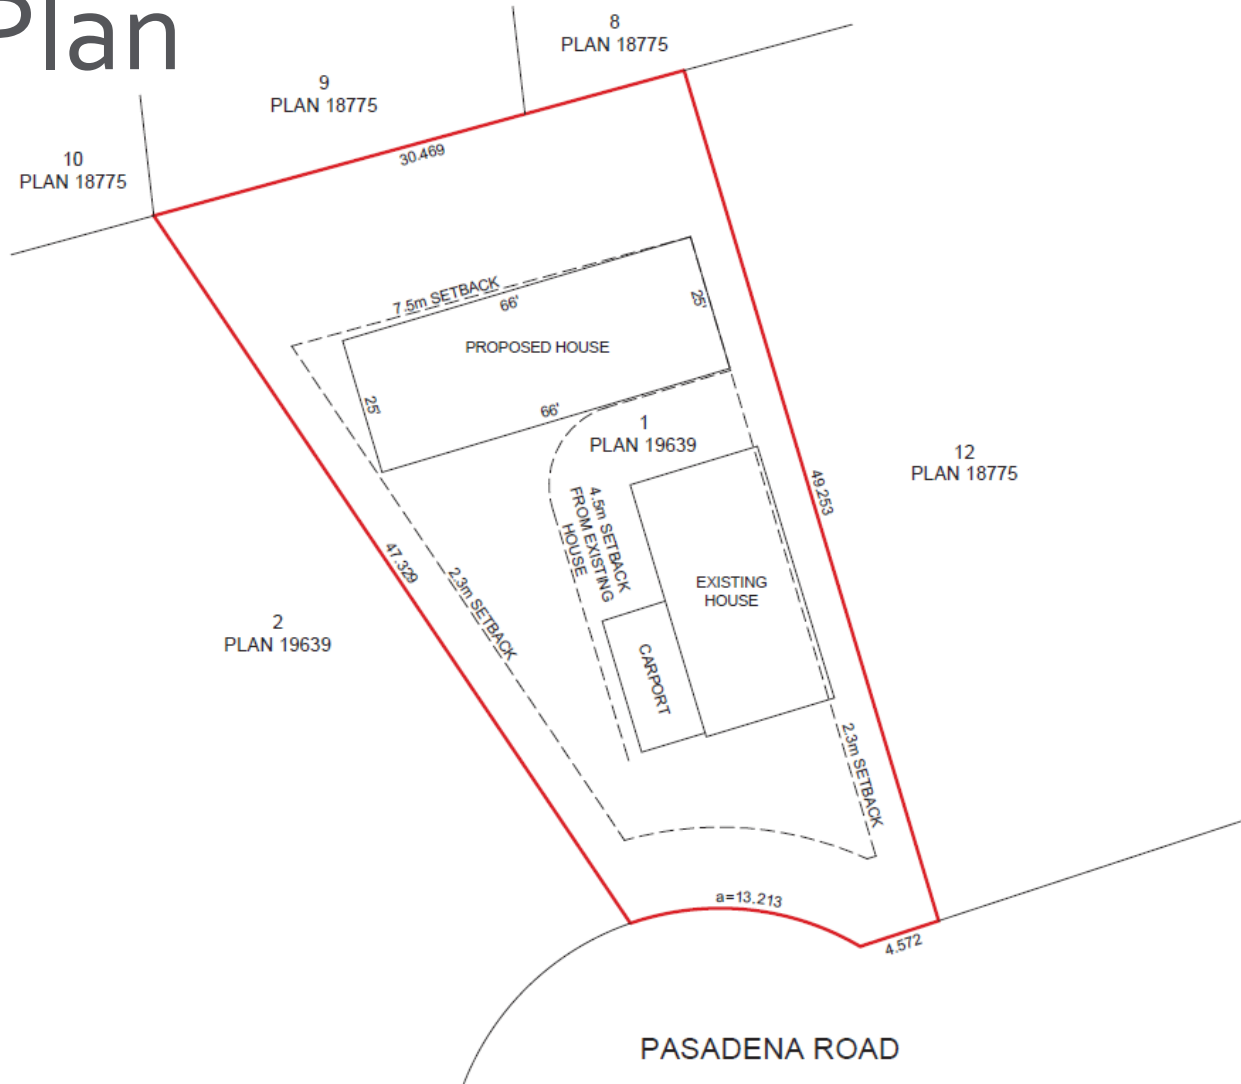 Plan
8
PLAN 18775
9
PLAN 18775
10
PLAN 18775
30.469
7.5m SETBACK
66'
25'
PROPOSED HOUSE
25'
66'
1
PLAN 19639
12
PLAN 18775
49.253
4.5m SETBACK
FROM EXISTING
HOUSE
47.329
2.3m SETBACK
EXISTING
HOUSE
2
PLAN 19639
CARPORT
2.3m SETBACK
a=13.213
4.572
PASADENA ROAD